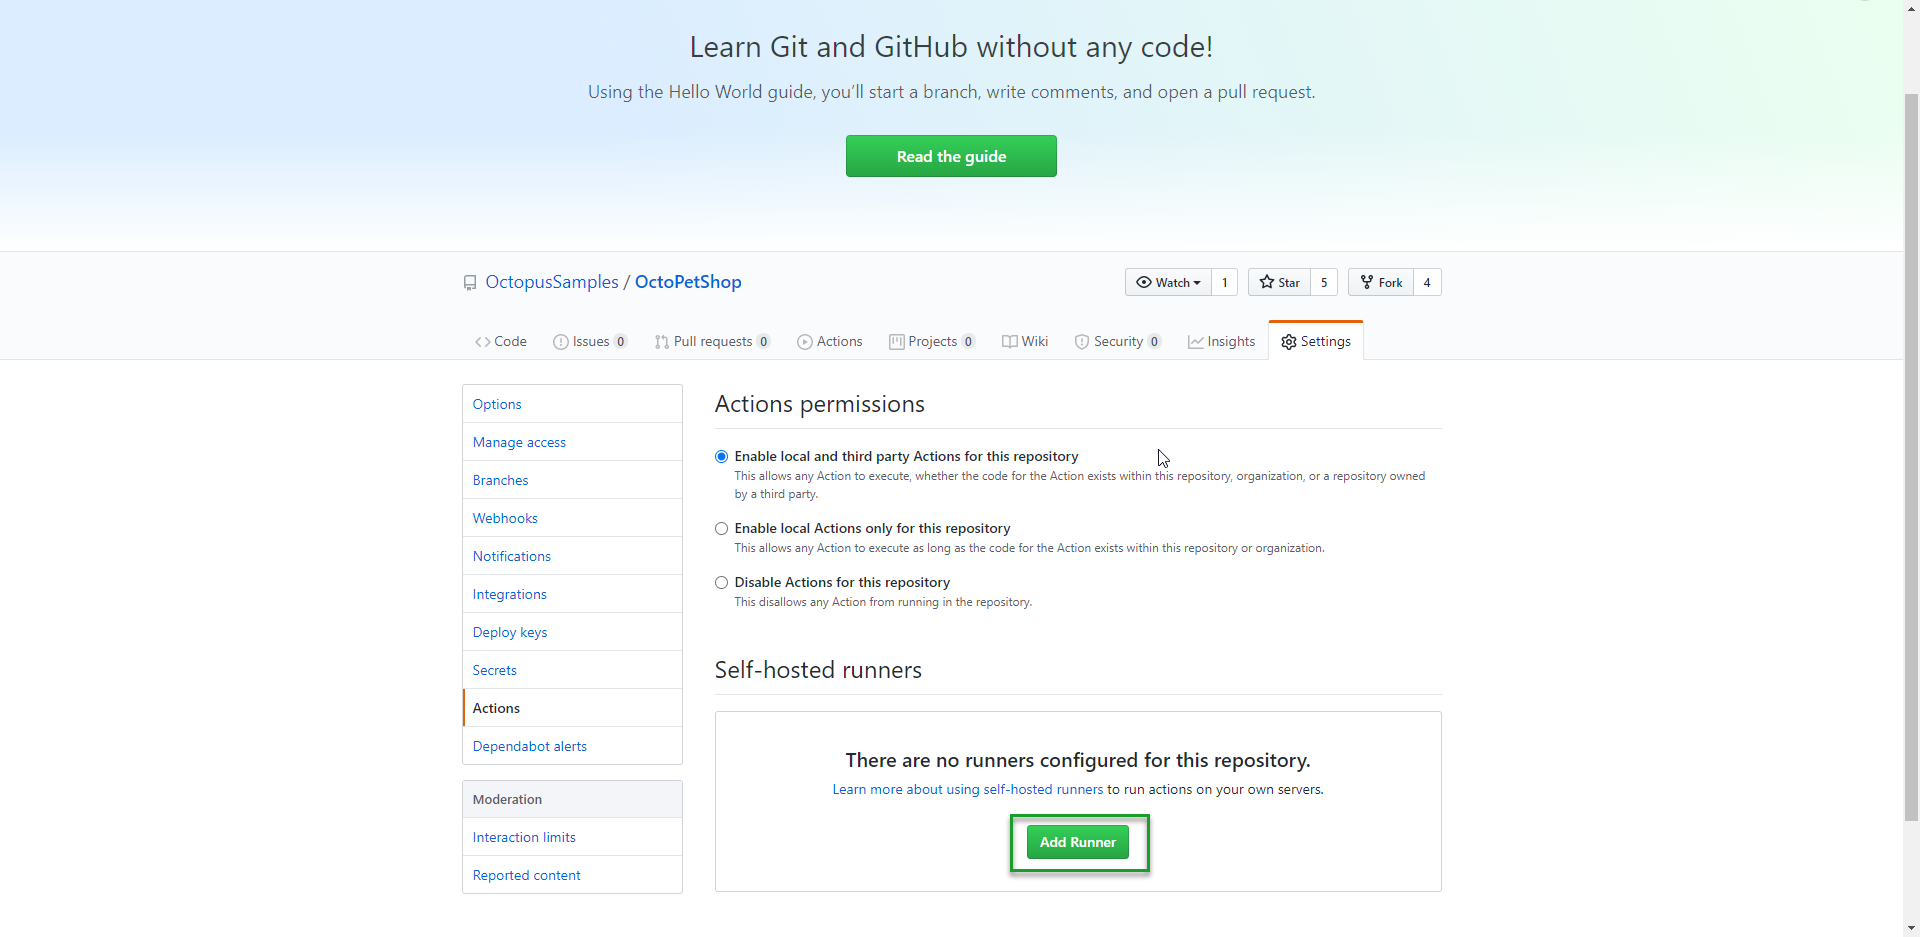 Learn Git and GitHub without any code!
Using the Hello World guide, you’ll start a branch, write comments, and open a pull request.
Read the guide
OctopusSamples / OctoPetShop
Watch 1 Star 5 Fork 4
Code Issues 0 Pull requests 0 Actions Projects 0 Wiki Security 0 Insights Settings
Options
Manage access
Branches
Webhooks
Notifications
Integrations
Deploy keys
Secrets
Actions
Dependabot alerts
Moderation
Interaction limits
Reported content
Actions permissions
Enable local and third party Actions for this repository
This allows any Action to execute, whether the code for the Action exists within this repository, organization, or a repository owned
by a third party.
Enable local Actions only for this repository
This allows any Action to execute as long as the code for the Action exists within this repository or organization.
Disable Actions for this repository
This disallows any Action from running in the repository.
Self-hosted runners
There are no runners configured for this repository.
Learn more about using self-hosted runners to run actions on your own servers.
Add Runner